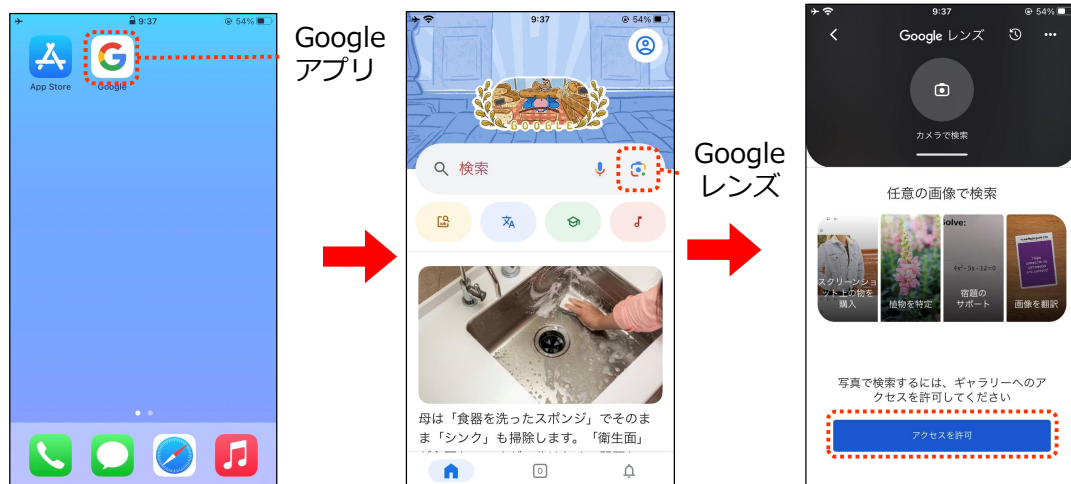 9:37
54%
App Store
Google
Google
アプリ
9:37
54%
GOOGLE
検索
母は「食器を洗ったスポンジ」でそのまま
ま「シンク」も掃除します。「衛生面」
0
Google
レンズ
9:37
54%
Google レンズ
カメラで検索
任意の画像で検索
スクリーンショ
ット上の物を
購入
植物を特定
Solve:
4x² - 5x - 12=0
宿題の
サポート
画像を翻訳
写真で検索するには、ギャラリーへのア
クセスを許可してください
アクセスを許可